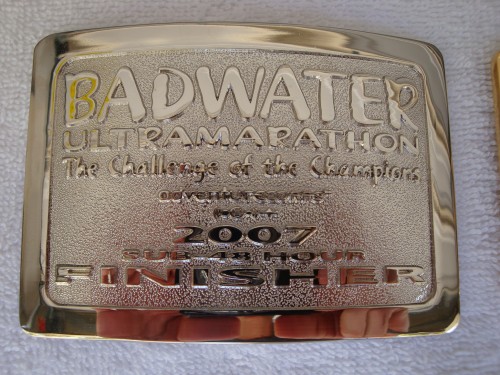 BADWATER
ULTRAMARATHON
The Challenge of the Champions
2007
SUB-48 HOUR
FINISHER